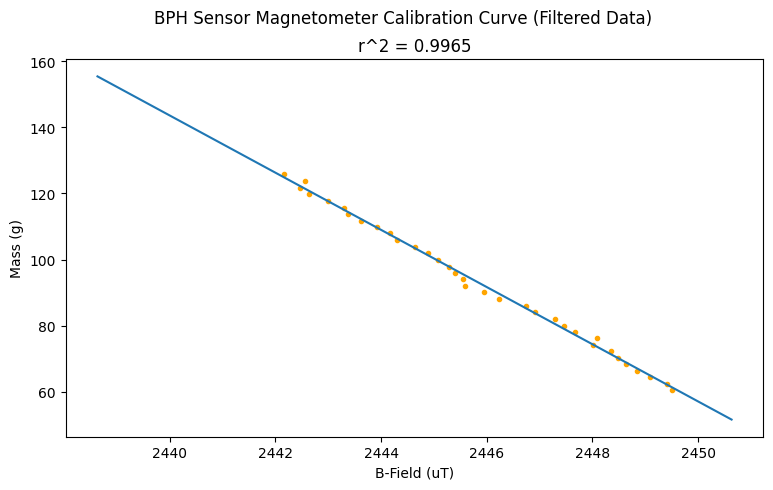 BPH Sensor Magnetometer Calibration Curve (Filtered Data)
r^2 = 0.9965
160
140
120
100
80
60
Mass (g)
2440 2442 2444 2446 2448 2450
B-Field (uT)